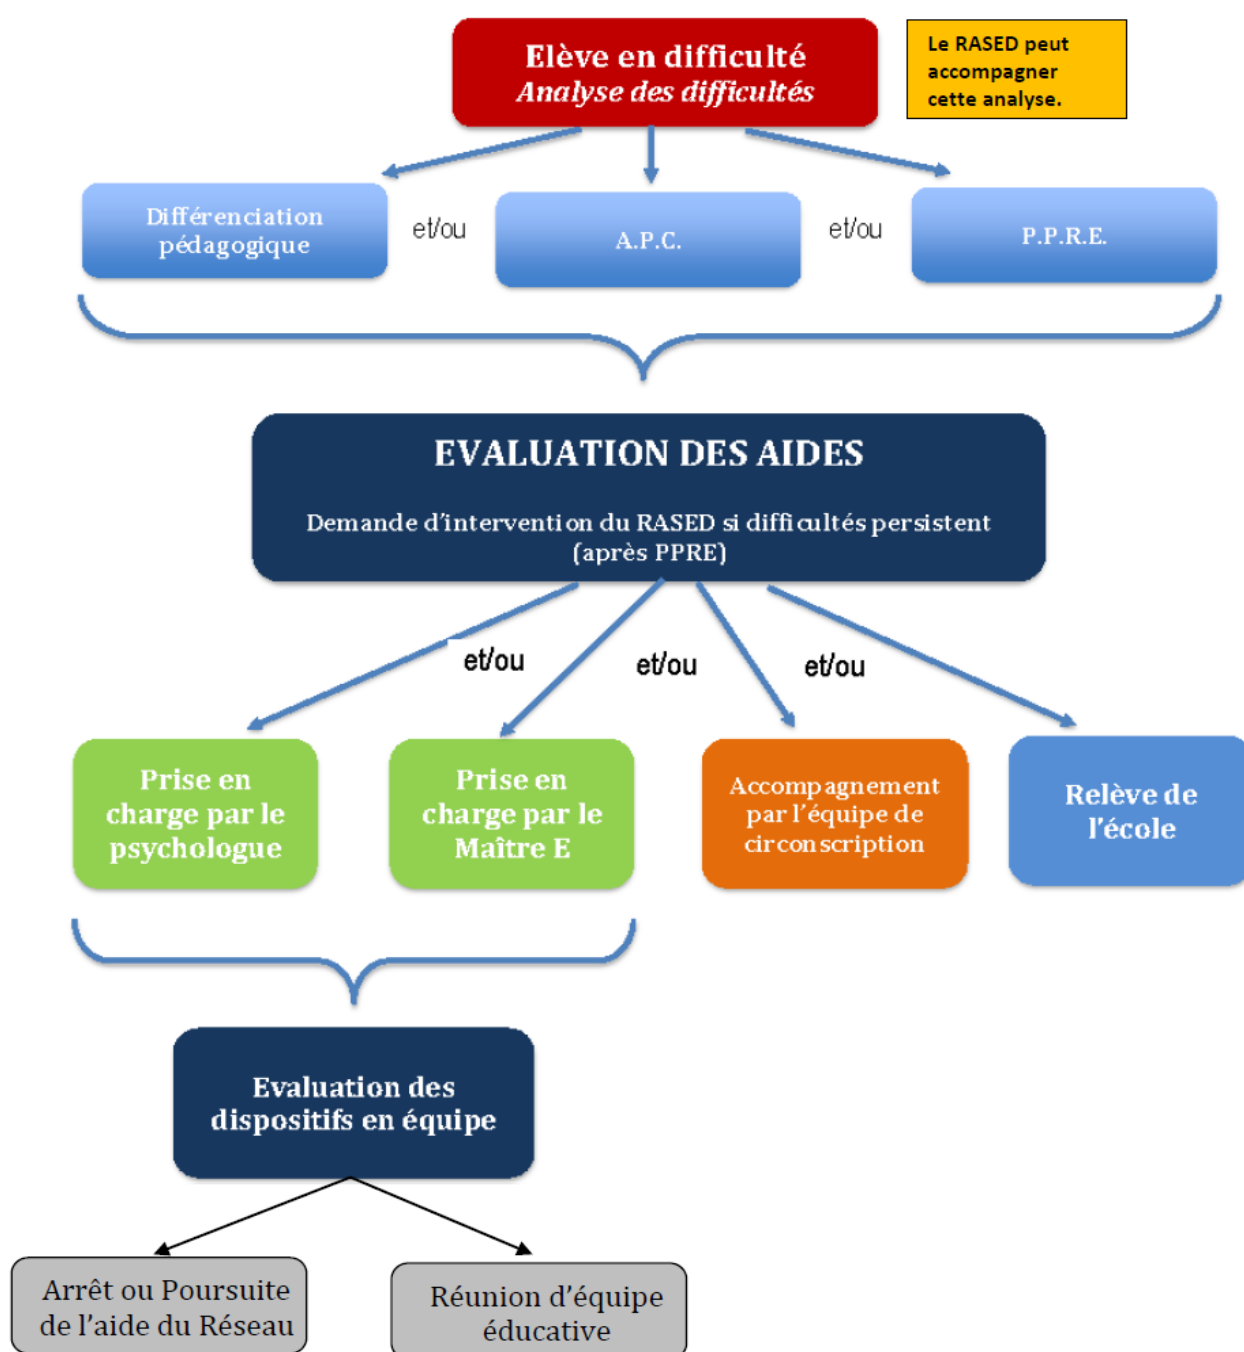 Elève en difficulté
Analyse des difficultés
Le RASED peut
accompagner
cette analyse.
Différenciation
pédagogique
et/ou
A.P.C.
et/ou
P.P.R.E.
EVALUATION DES AIDES
Demande d'intervention du RASED si difficultés persistent
(après PPRE)
et/ou
et/ou
et/ou
Prise en
charge par le
psychologue
Prise en
charge par le
Maître E
Accompagnement
par l'équipe de
circonscription
Relève de
l'école
Evaluation des
dispositifs en équipe
Arrêt ou Poursuite
de l'aide du Réseau
Réunion d'équipe
éducative